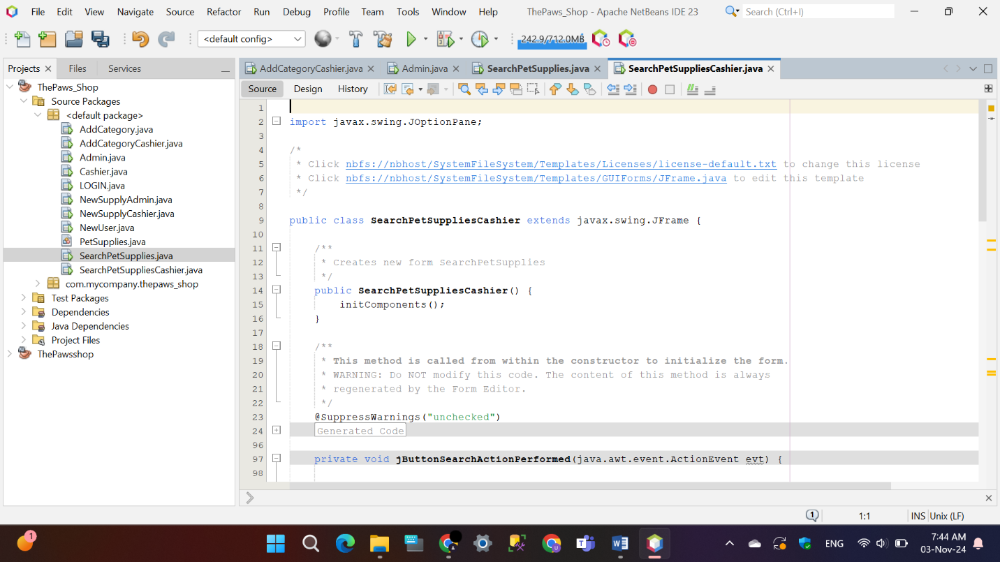 File Edit View Navigate Source Refactor Run Debug Profile Team Tools Window Help ThePaws_Shop - Apache NetBeans IDE 23 Search (Ctrl+I)
<default config> 242.9/712.0MB
Projects Files Services
AddCategoryCashier.java Admin.java SearchPetSupplies.java SearchPetSuppliesCashier.java
Source Design History
ThePaws_Shop
Source Packages
<default package>
AddCategory.java
AddCategoryCashier.java
Admin.java
Cashier.java
LOGIN.java
NewSupplyAdmin.java
NewSupplyCashier.java
NewUser.java
PetSupplies.java
SearchPetSupplies.java
SearchPetSuppliesCashier.java
com.mycompany.thepaws_shop
Test Packages
Dependencies
Java Dependencies
Project Files
ThePawsshop
1
2 import javax.swing.JOptionPane;
3
4 /*
5 * Click nbfs://nbhost/SystemFileSystem/Templates/Licenses/license-default.txt to change this license
6 * Click nbfs://nbhost/SystemFileSystem/Templates/GUIForms/JFrame.java to edit this template
7 */
8
9 public class SearchPetSuppliesCashier extends javax.swing.JFrame {
10
11 /**
12 * Creates new form SearchPetSupplies
13 */
14 public SearchPetSuppliesCashier() {
15 initComponents();
16 }
17
18 /**
19 * This method is called from within the constructor to initialize the form.
20 * WARNING: Do NOT modify this code. The content of this method is always
21 * regenerated by the Form Editor.
22 */
23 @SuppressWarnings("unchecked")
24 Generated Code
96
97 private void jButtonSearchActionPerformed(java.awt.event.ActionEvent evt) {
98
1 1:1 INS Unix (LF)
1
ENG
7:44 AM
03-Nov-24